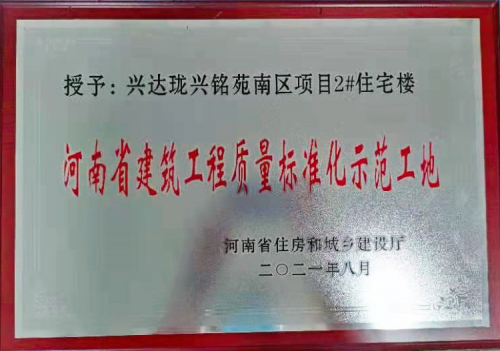 授予：兴达珑兴铭苑南区项目2#住宅楼
河南省建筑工程质量标准化示范工地
河南省住房和城乡建设厅
二〇二一年八月